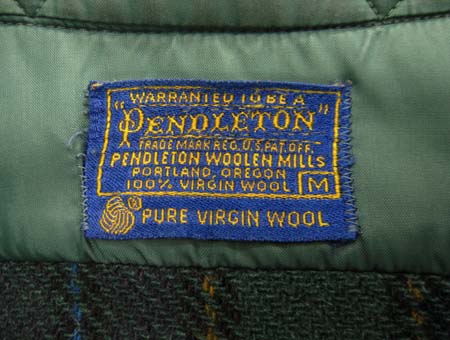 WARRANTED TO BE A
"PENDLETON"
TRADE MARK REG. U.S. PAT. OFF.
PENDLETON WOOLEN MILLS
PORTLAND, OREGON
100% VIRGIN WOOL M
® PURE VIRGIN WOOL